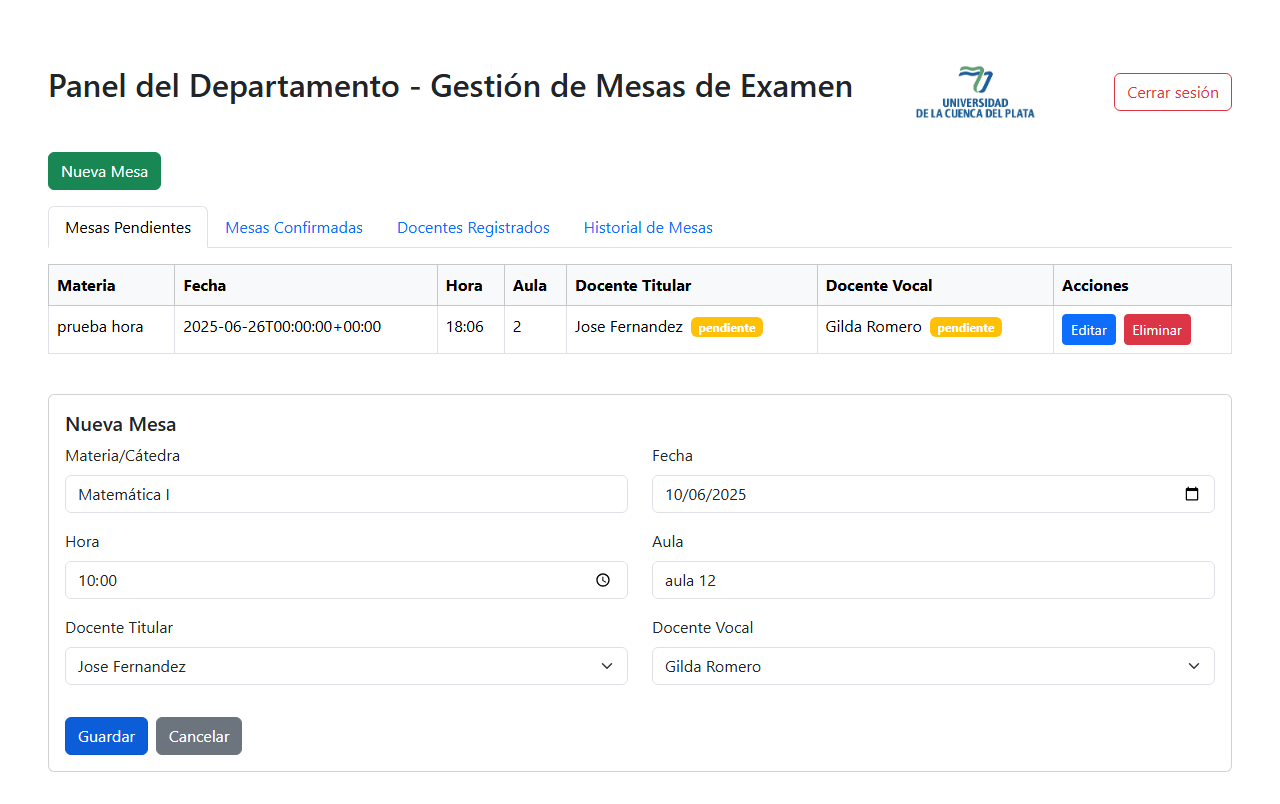 Panel del Departamento - Gestión de Mesas de Examen
UNIVERSIDAD
DE LA CUENCA DEL PLATA
Cerrar sesión
Nueva Mesa
Mesas Pendientes Mesas Confirmadas Docentes Registrados Historial de Mesas
Materia Fecha Hora Aula Docente Titular Docente Vocal Acciones
prueba hora 2025-06-26T00:00:00+00:00 18:06 2 Jose Fernandez pendiente Gilda Romero pendiente Editar Eliminar
Nueva Mesa
Materia/Cátedra Fecha
Matemática I 10/06/2025
Hora Aula
10:00 aula 12
Docente Titular Docente Vocal
Jose Fernandez Gilda Romero
Guardar Cancelar